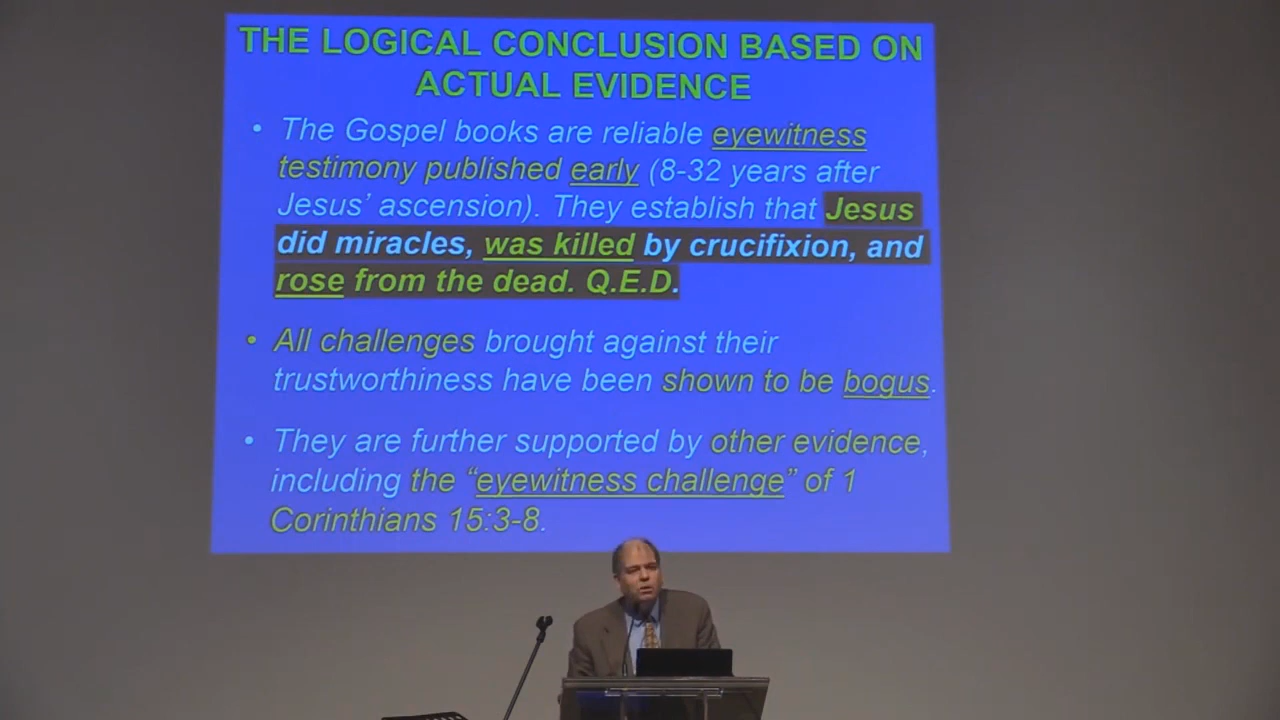 THE LOGICAL CONCLUSION BASED ON
ACTUAL EVIDENCE
• The Gospel books are reliable eyewitness
testimony published early (8-32 years after
Jesus’ ascension). They establish that Jesus
did miracles, was killed by crucifixion, and
rose from the dead. Q.E.D.
• All challenges brought against their
trustworthiness have been shown to be bogus.
• They are further supported by other evidence,
including the “eyewitness challenge” of 1
Corinthians 15:3-8.